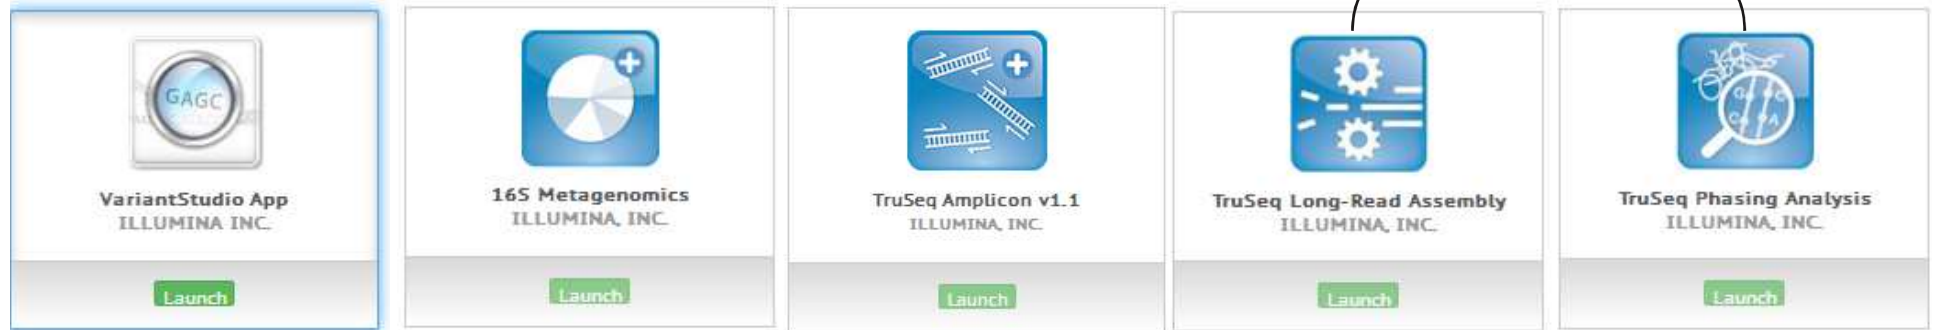 GAGC
VariantStudio App
ILLUMINA INC.
Launch
16S Metagenomics
ILLUMINA, INC.
Launch
TruSeq Amplicon v1.1
ILLUMINA, INC.
Launch
TruSeq Long-Read Assembly
ILLUMINA, INC.
Launch
G C
C A
TruSeq Phasing Analysis
ILLUMINA, INC.
Launch